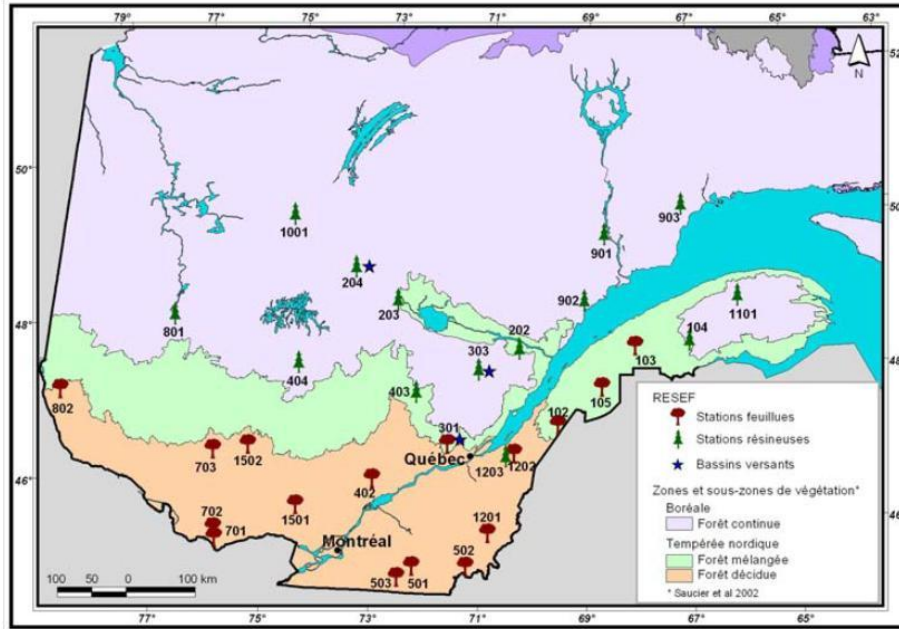 79° 77° 75° 73° 71° 69° 67° 65° 63°
52°
50°
50°
903
1001
901
204
902
203
1101
48°
801
202
104
303
48°
404
103
403
105
802
102
301
703
1502
Québec
1203
1202
46°
402
702
1501
1201
46°
701
Montréal
502
503
501
N
RESEF
Stations feuillues
Stations résineuses
Bassins versants
Zones et sous-zones de végétation*
Boréale
Forêt continue
Tempérée nordique
Forêt mélangée
Forêt décidue
* Saucier et al 2002
100 50 0 100 km
77° 75° 73° 71° 69° 67° 65°